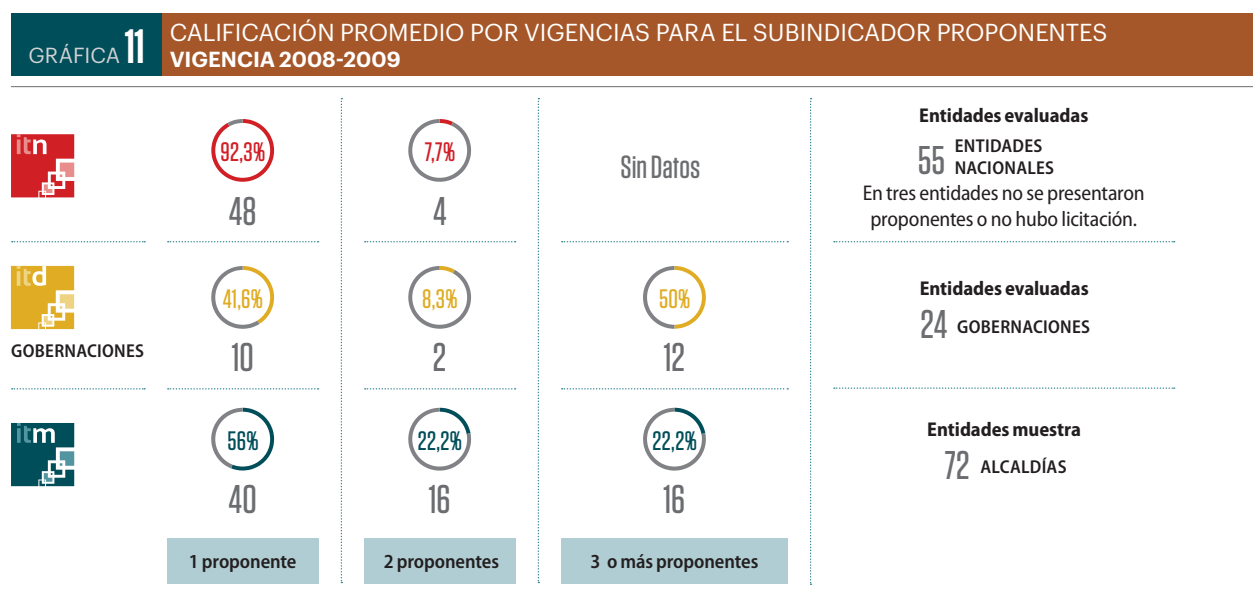 GRÁFICA 11
CALIFICACIÓN PROMEDIO POR VIGENCIAS PARA EL SUBINDICADOR PROPONENTES
VIGENCIA 2008-2009
itn
92,3%
48
7,7%
4
Sin Datos
Entidades evaluadas
55 ENTIDADES
NACIONALES
En tres entidades no se presentaron
proponentes o no hubo licitación.
itd
GOBERNACIONES
41,6%
10
8,3%
2
50%
12
Entidades evaluadas
24 GOBERNACIONES
itm
56%
40
22,2%
16
22,2%
16
Entidades muestra
72 ALCALDÍAS
1 proponente
2 proponentes
3 o más proponentes